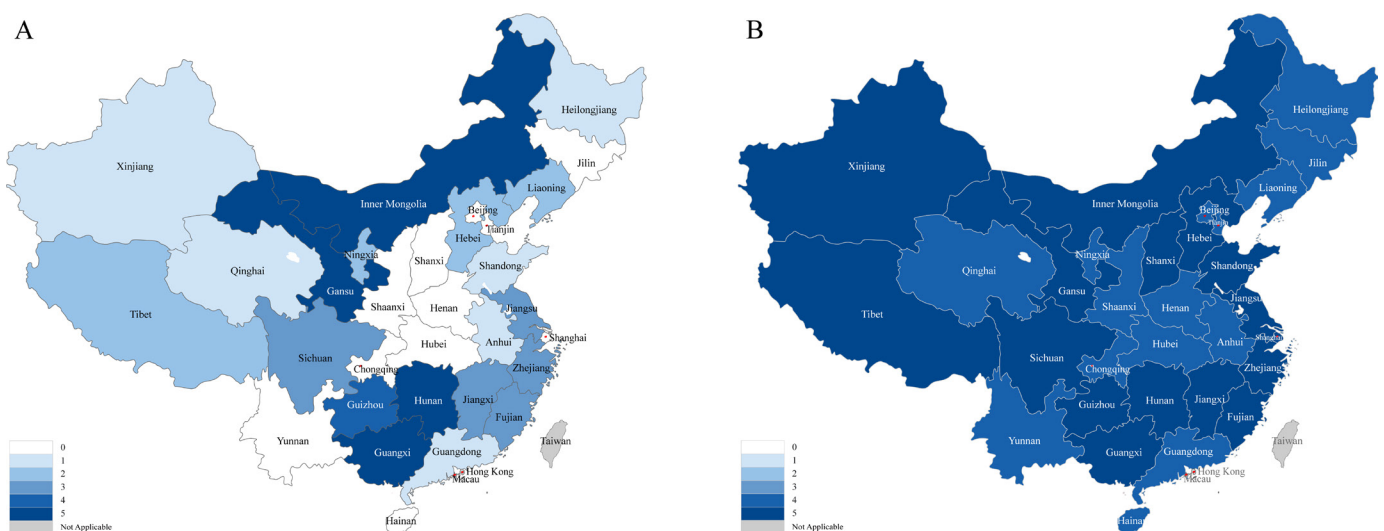 A
Heilongjiang
Jilin
Xinjiang
Liaoning
Inner Mongolia
Beijing
Tianjin
Hebei
Ningxia
Shanxi
Shandong
Qinghai
Gansu
Shaanxi
Henan
Jiangsu
Tibet
Shanghai
Anhui
Hubei
Sichuan
Chongqing
Zhejiang
Guizhou
Hunan
Jiangxi
Fujian
Yunnan
Taiwan
Guangxi
Guangdong
Hong Kong
Macau
Hainan
0
1
2
3
4
5
Not Applicable
B
Heilongjiang
Jilin
Xinjiang
Liaoning
Inner Mongolia
Beijing
Tianjin
Hebei
Ningxia
Shanxi
Shandong
Qinghai
Gansu
Shaanxi
Henan
Jiangsu
Tibet
Shanghai
Anhui
Hubei
Sichuan
Chongqing
Zhejiang
Guizhou
Hunan
Jiangxi
Fujian
Yunnan
Taiwan
Guangxi
Guangdong
Hong Kong
Macau
Hainan
0
1
2
3
4
5
Not Applicable